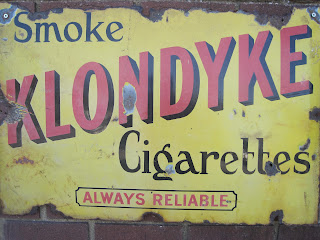 Smoke
KLONDYKE
Cigarettes
ALWAYS RELIABLE